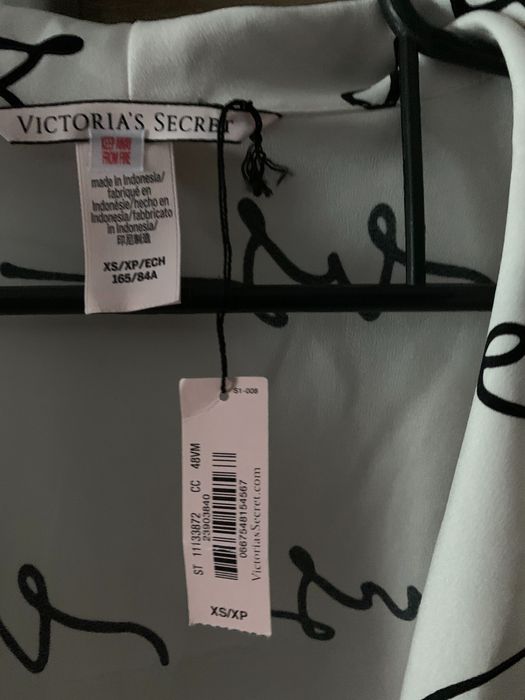 VICTORIA'S SECRET
KEEP AWAY
FROM FIRE
made in Indonesia/
fabriqué en
Indonésie/hecho en
Indonesia/fabbricato
in Indonesia/
印尼制造
XS/XP/ECH
165/84A
S1-008
ST 11133872 CC 48VM
23903840
0667548154567
VictoriasSecret.com
XS/XP